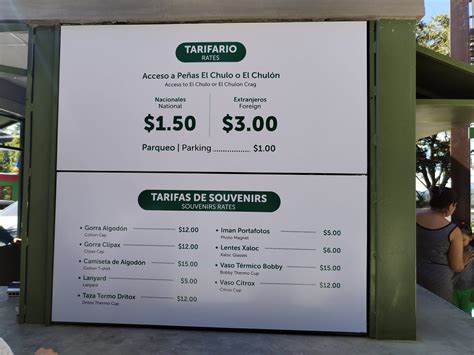 TARIFARIO
RATES
Acceso a Peñas El Chulo o El Chulón
Access to El Chulo or El Chulon Crag
Nacionales
National
$1.50
Extranjeros
Foreign
$3.00
Parqueo | Parking ............... $1.00
TARIFAS DE SOUVENIRS
SOUVENIRS RATES
• Gorra Algodón $12.00
Cotton Cap
• Gorra Clipax $12.00
Clipax Cap
• Camiseta de Algodón $15.00
Cotton T-shirt
• Lanyard $5.00
Lanyard
• Taza Termo Dritox $12.00
Dritox Thermo Cup
• Iman Portafotos $5.00
Photo Magnet
• Lentes Xaloc $6.00
Xaloc Glasses
• Vaso Térmico Bobby $15.00
Bobby Thermo Cup
• Vaso Citrox $12.00
Citrox Cup